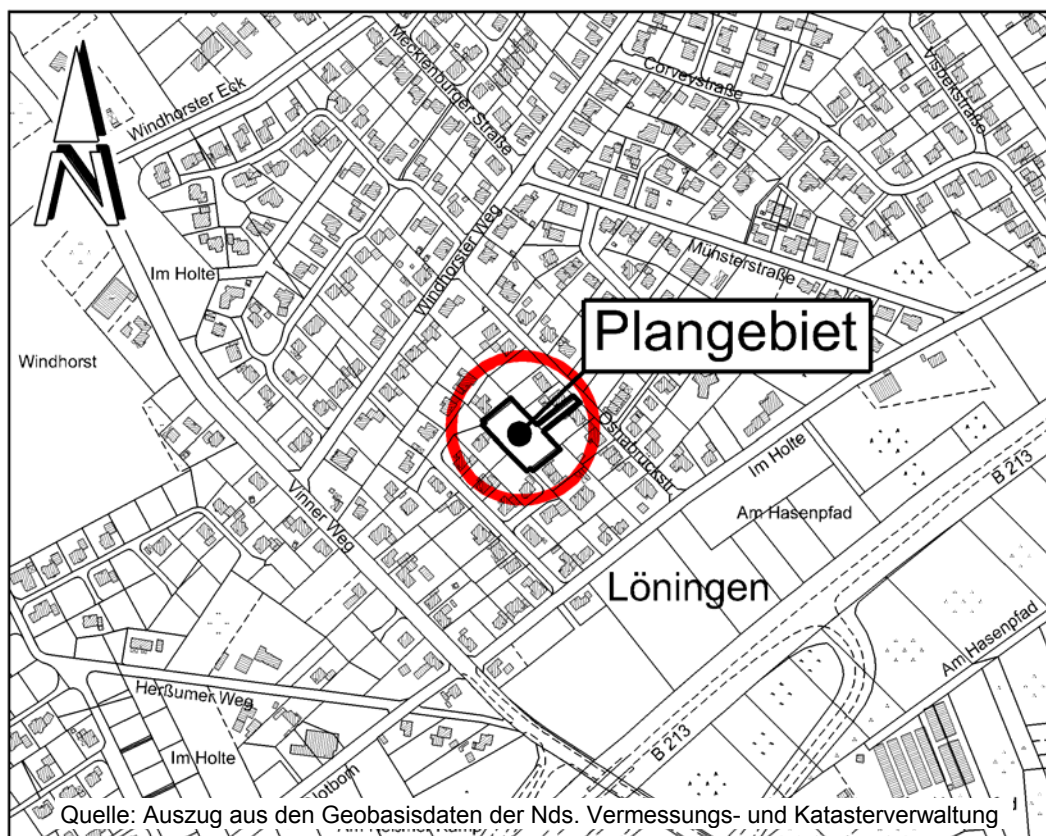 Mecklenburger Straße
Corveystraße
Visbekstraße
Windhorster Eck
N
Windhorster Weg
Münsterstraße
Im Holte
Plangebiet
Windhorst
Osnabrückstr.
Im Holte
B 213
Vinner Weg
Am Hasenpfad
Löningen
Am Hasenpfad
Herßumer Weg
B 213
Im Holte
Quelle: Auszug aus den Geobasisdaten der Nds. Vermessungs- und Katasterverwaltung